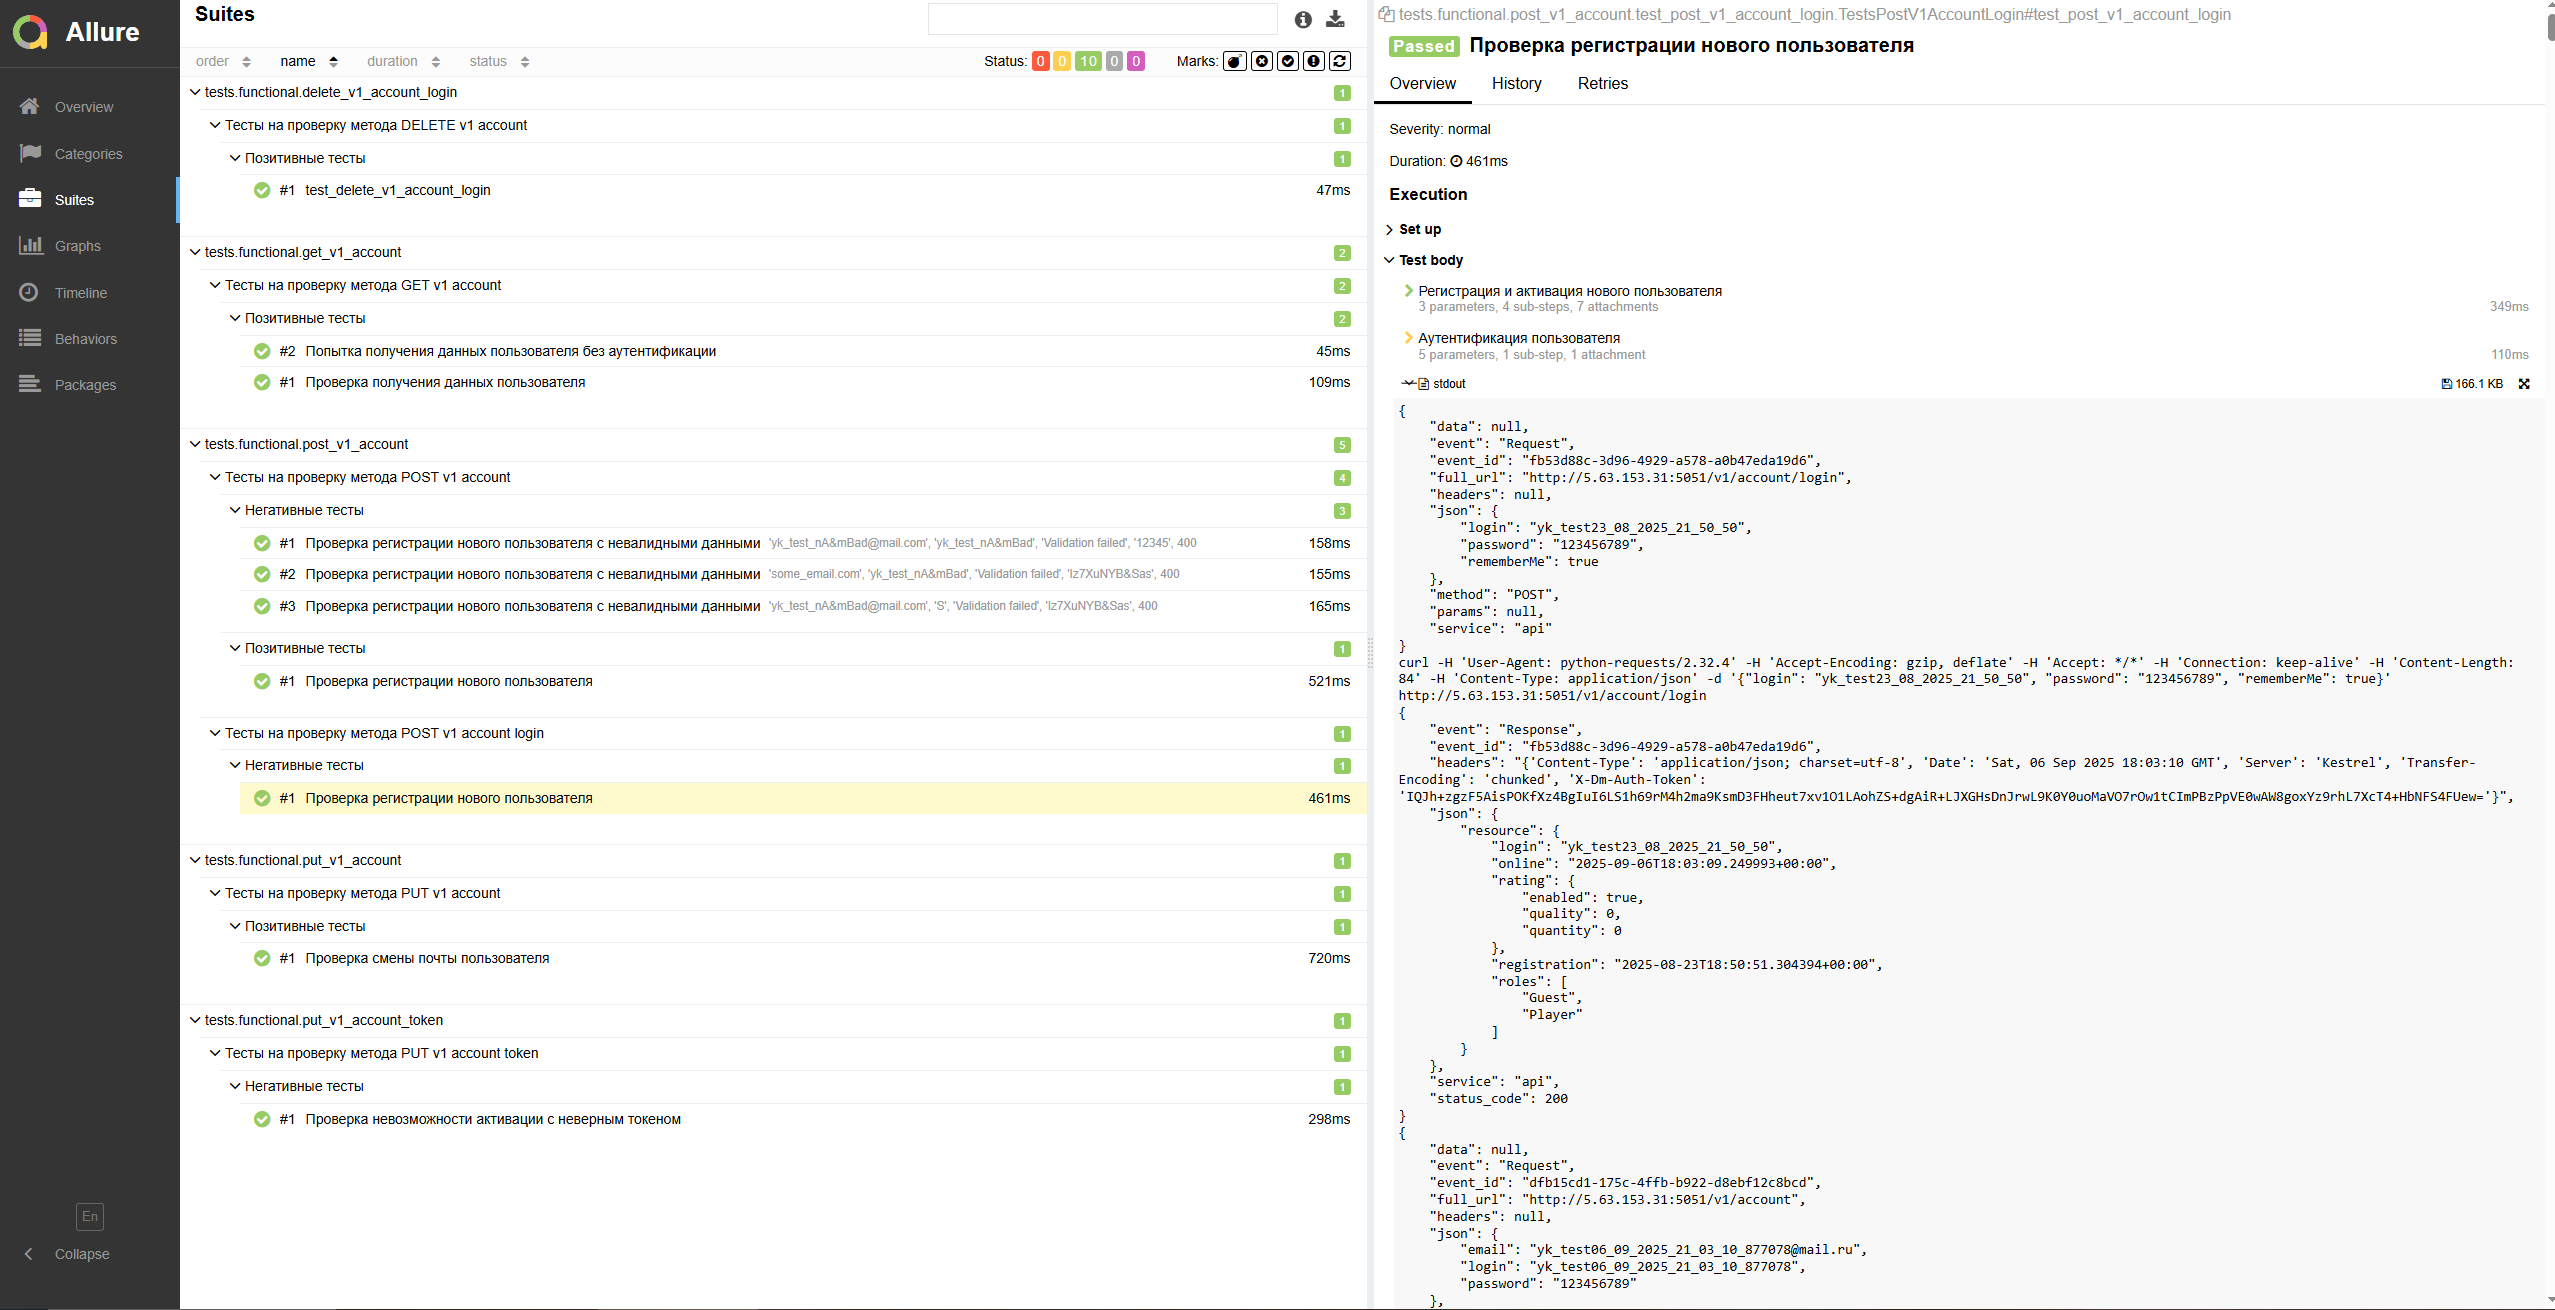 Allure
Overview
Categories
Suites
Graphs
Timeline
Behaviors
Packages
En
Collapse
Suites
order name duration status
Status: 0 0 10 0 0 Marks:
tests.functional.delete_v1_account_login 1
Тесты на проверку метода DELETE v1 account 1
Позитивные тесты 1
#1 test_delete_v1_account_login 47ms
tests.functional.get_v1_account 2
Тесты на проверку метода GET v1 account 2
Позитивные тесты 2
#2 Попытка получения данных пользователя без аутентификации 45ms
#1 Проверка получения данных пользователя 109ms
tests.functional.post_v1_account 5
Тесты на проверку метода POST v1 account 4
Негативные тесты 3
#1 Проверка регистрации нового пользователя с невалидными данными 'yk_test_nA&mBad@mail.com', 'yk_test_nA&mBad', 'Validation failed', '12345', 400 158ms
#2 Проверка регистрации нового пользователя с невалидными данными 'some_email.com', 'yk_test_nA&mBad', 'Validation failed', 'Iz7XuNYB&Sas', 400 155ms
#3 Проверка регистрации нового пользователя с невалидными данными 'yk_test_nA&mBad@mail.com', 'S', 'Validation failed', 'Iz7XuNYB&Sas', 400 165ms
Позитивные тесты 1
#1 Проверка регистрации нового пользователя 521ms
Тесты на проверку метода POST v1 account login 1
Негативные тесты 1
#1 Проверка регистрации нового пользователя 461ms
tests.functional.put_v1_account 1
Тесты на проверку метода PUT v1 account 1
Позитивные тесты 1
#1 Проверка смены почты пользователя 720ms
tests.functional.put_v1_account_token 1
Тесты на проверку метода PUT v1 account token 1
Негативные тесты 1
#1 Проверка невозможности активации с неверным токеном 298ms
tests.functional.post_v1_account.test_post_v1_account_login.TestsPostV1AccountLogin#test_post_v1_account_login
Passed Проверка регистрации нового пользователя
Overview History Retries
Severity: normal
Duration: 461ms
Execution
Set up
Test body
Регистрация и активация нового пользователя
3 parameters, 4 sub-steps, 7 attachments 349ms
Аутентификация пользователя
5 parameters, 1 sub-step, 1 attachment 110ms
stdout 166.1 KB
{
"data": null,
"event": "Request",
"event_id": "fb53d88c-3d96-4929-a578-a0b47eda19d6",
"full_url": "http://5.63.153.31:5051/v1/account/login",
"headers": null,
"json": {
"login": "yk_test23_08_2025_21_50_50",
"password": "123456789",
"rememberMe": true
},
"method": "POST",
"params": null,
"service": "api"
}
curl -H 'User-Agent: python-requests/2.32.4' -H 'Accept-Encoding: gzip, deflate' -H 'Accept: */*' -H 'Connection: keep-alive' -H 'Content-Length:
84' -H 'Content-Type: application/json' -d '{"login": "yk_test23_08_2025_21_50_50", "password": "123456789", "rememberMe": true}'
http://5.63.153.31:5051/v1/account/login
{
"event": "Response",
"event_id": "fb53d88c-3d96-4929-a578-a0b47eda19d6",
"headers": "{'Content-Type': 'application/json; charset=utf-8', 'Date': 'Sat, 06 Sep 2025 18:03:10 GMT', 'Server': 'Kestrel', 'Transfer-
Encoding': 'chunked', 'X-Dm-Auth-Token':
'IQJh+zgzF5AisPOKfXz4BgIuI6LS1h69rM4h2ma9KsmD3FHheut7xv1O1LAohZS+dgAiR+LJXGHsDnJrwL9K0Y0uoMaVO7rOw1tCImPBzPpVE0wAW8goxYz9rhL7XcT4+HbNFS4FUew='}",
"json": {
"resource": {
"login": "yk_test23_08_2025_21_50_50",
"online": "2025-09-06T18:03:09.249993+00:00",
"rating": {
"enabled": true,
"quality": 0,
"quantity": 0
},
"registration": "2025-08-23T18:50:51.304394+00:00",
"roles": [
"Guest",
"Player"
]
}
},
"service": "api",
"status_code": 200
}
{
"data": null,
"event": "Request",
"event_id": "dfb15cd1-175c-4ffb-b922-d8ebf12c8bcd",
"full_url": "http://5.63.153.31:5051/v1/account",
"headers": null,
"json": {
"email": "yk_test06_09_2025_21_03_10_877078@mail.ru",
"login": "yk_test06_09_2025_21_03_10_877078",
"password": "123456789"
},